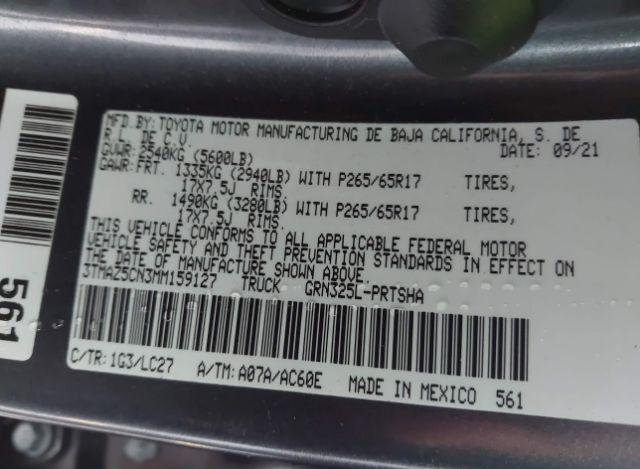 MFD. BY: TOYOTA MOTOR MANUFACTURING DE BAJA CALIFORNIA, S. DE
R.L. DE C.V. DATE: 09/21
GVWR: 2540KG (5600LB)
GAWR: FRT. 1335KG (2940LB) WITH P265/65R17 TIRES,
17X7.5J RIMS
RR. 1490KG (3280LB) WITH P265/65R17 TIRES,
17X7.5J RIMS.
THIS VEHICLE CONFORMS TO ALL APPLICABLE FEDERAL MOTOR
VEHICLE SAFETY AND THEFT PREVENTION STANDARDS IN EFFECT ON
THE DATE OF MANUFACTURE SHOWN ABOVE.
3TMAZ5CN3MM159127 TRUCK GRN325L-PRTSHA
C/TR: 1G3/LC27 A/TM: A07A/AC60E MADE IN MEXICO 561
561